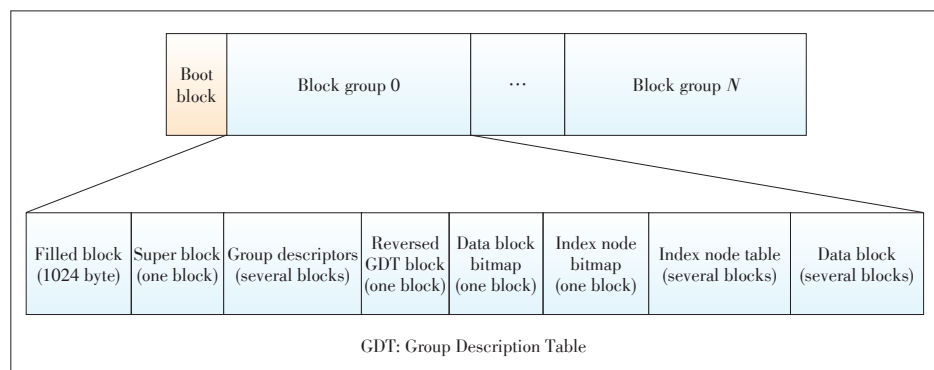 Boot
block
Block group 0
...
Block group N
Filled block
(1024 byte)
Super block
(one block)
Group descriptors
(several blocks)
Reversed
GDT block
(one block)
Data block
bitmap
(one block)
Index node
bitmap
(one block)
Index node table
(several blocks)
Data block
(several blocks)
GDT: Group Description Table